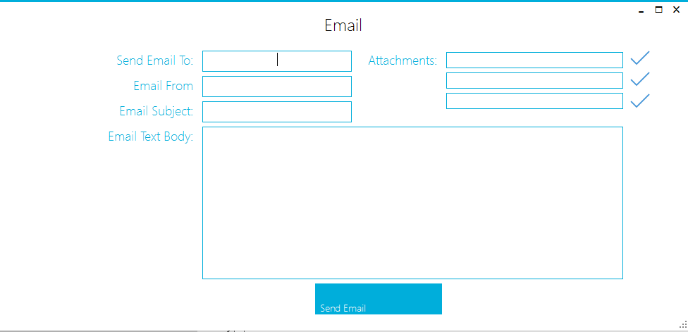 Email
Send Email To:
Attachments:
Email From
Email Subject:
Email Text Body:
Send Email